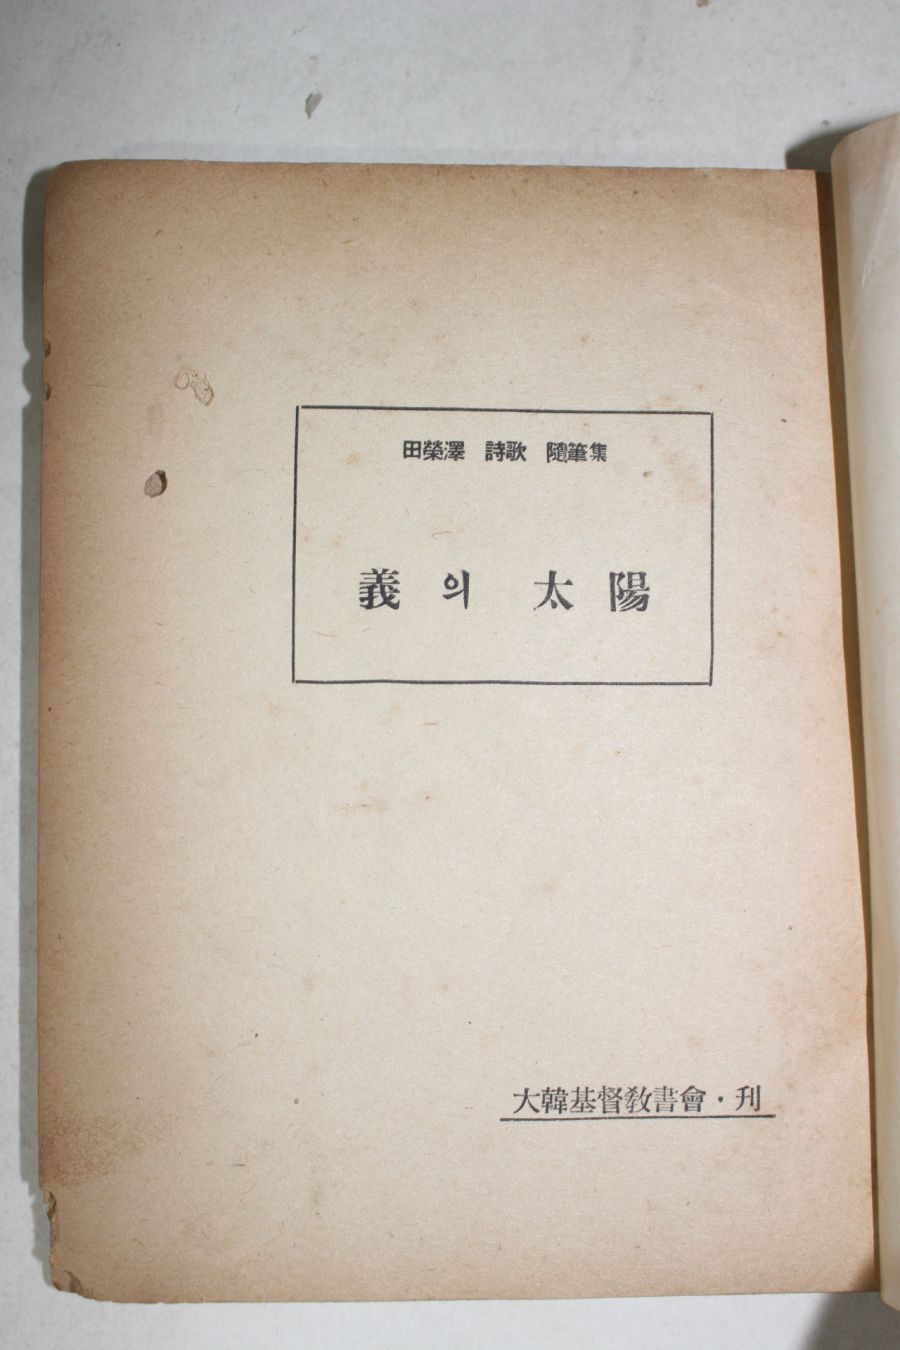 田榮澤 詩歌 隨筆集
義의 太陽
大韓基督敎書會・刊